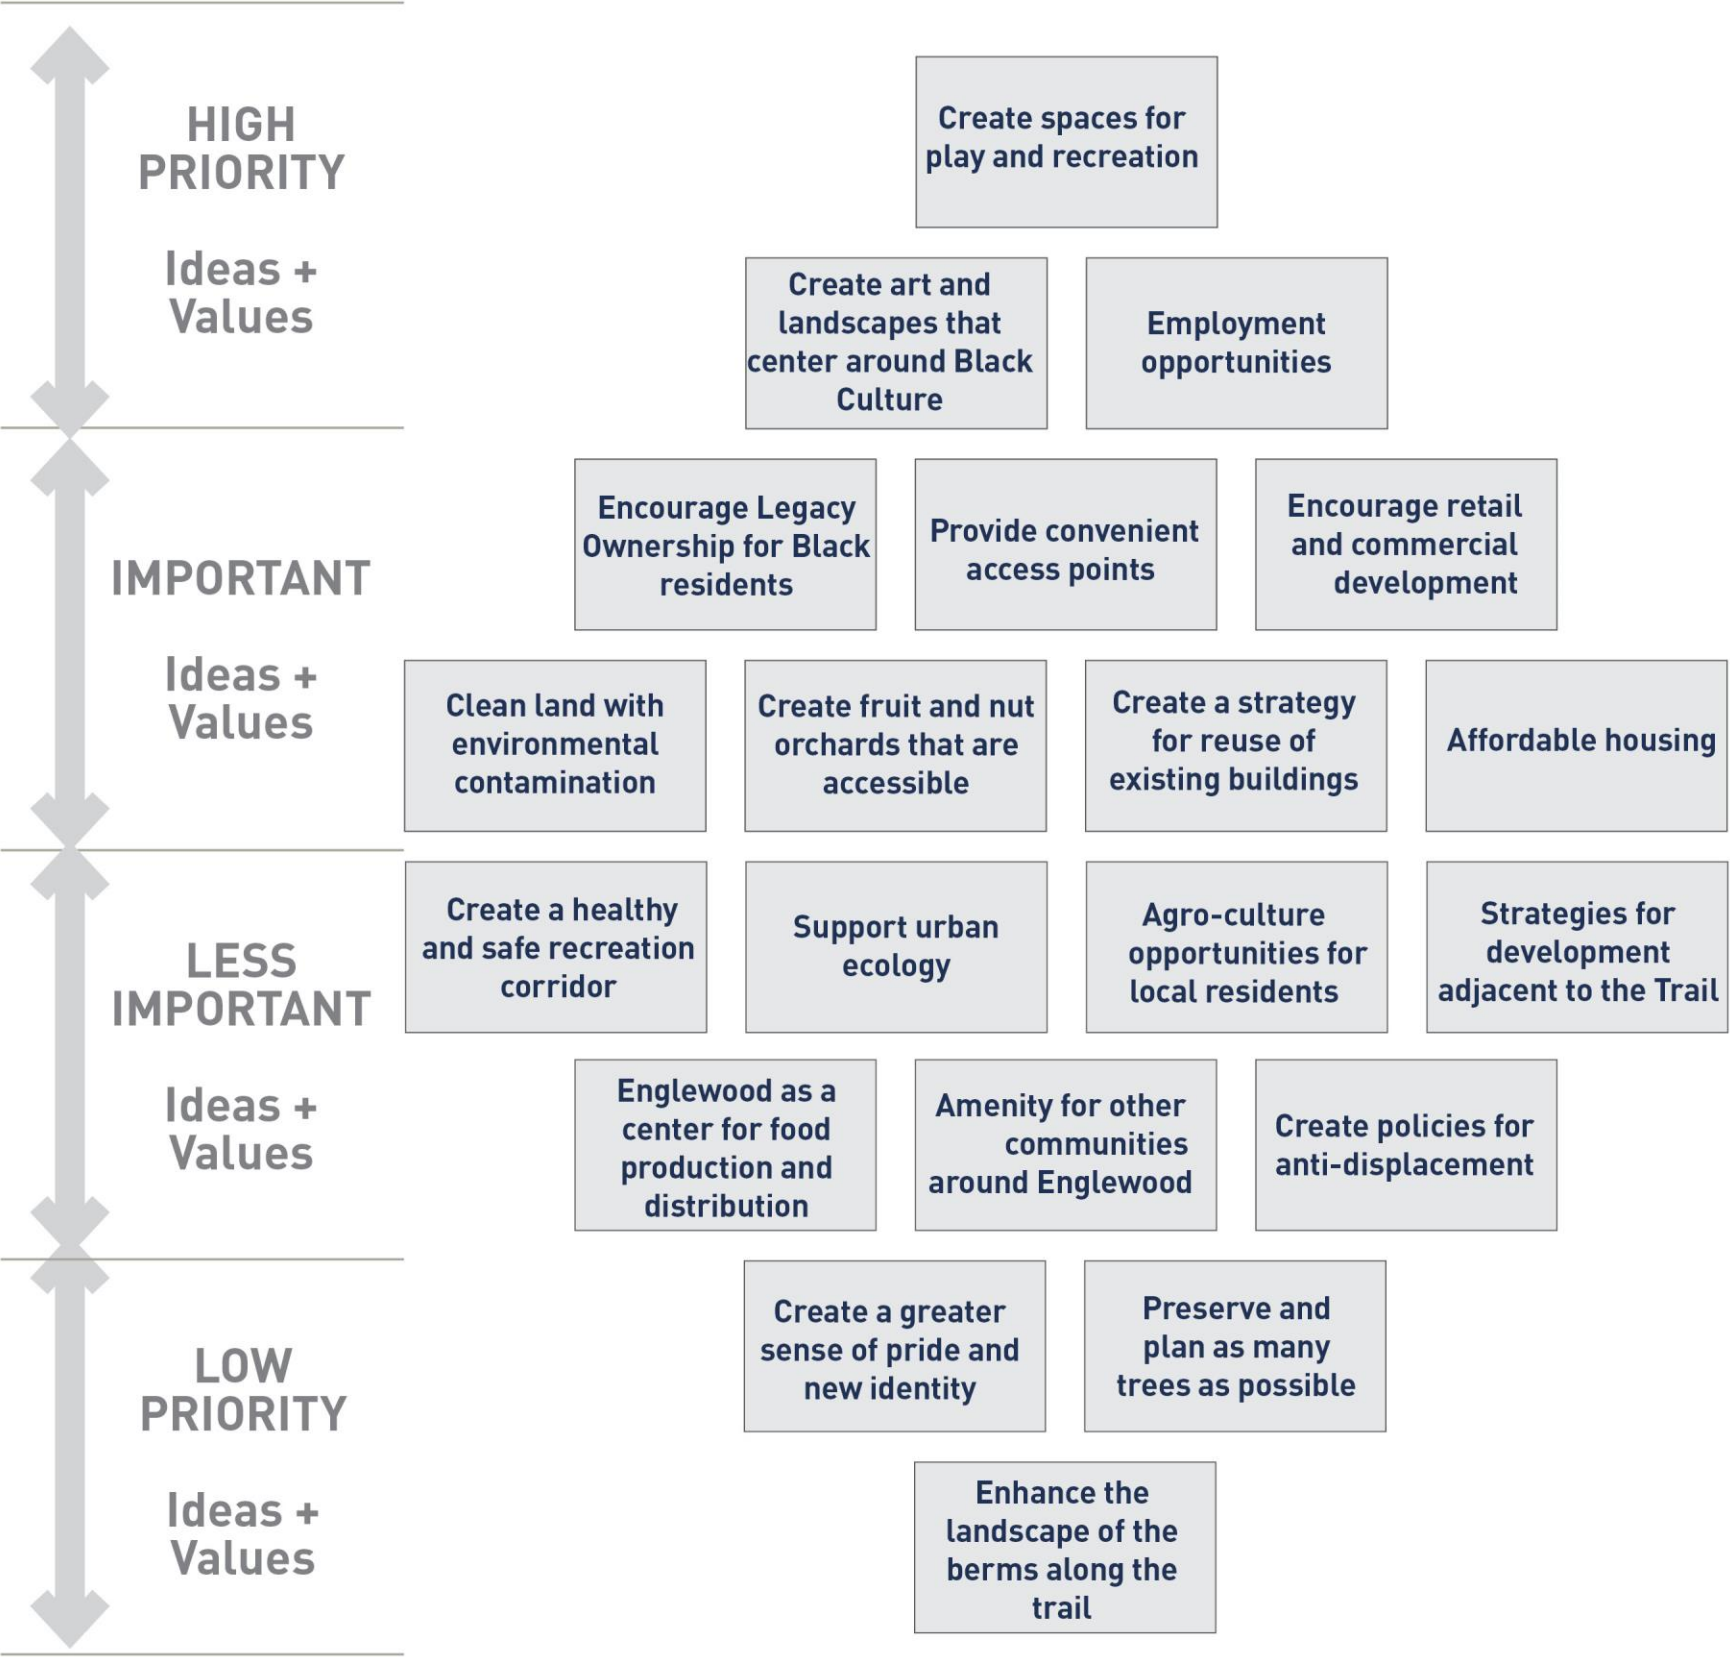 HIGH
PRIORITY
Ideas +
Values
Create spaces for
play and recreation
Create art and
landscapes that
center around Black
Culture
Employment
opportunities
IMPORTANT
Ideas +
Values
Encourage Legacy
Ownership for Black
residents
Provide convenient
access points
Encourage retail
and commercial
development
Clean land with
environmental
contamination
Create fruit and nut
orchards that are
accessible
Create a strategy
for reuse of
existing buildings
Affordable housing
LESS
IMPORTANT
Ideas +
Values
Create a healthy
and safe recreation
corridor
Support urban
ecology
Agro-culture
opportunities for
local residents
Strategies for
development
adjacent to the Trail
Englewood as a
center for food
production and
distribution
Amenity for other
communities
around Englewood
Create policies for
anti-displacement
LOW
PRIORITY
Ideas +
Values
Create a greater
sense of pride and
new identity
Preserve and
plan as many
trees as possible
Enhance the
landscape of the
berms along the
trail